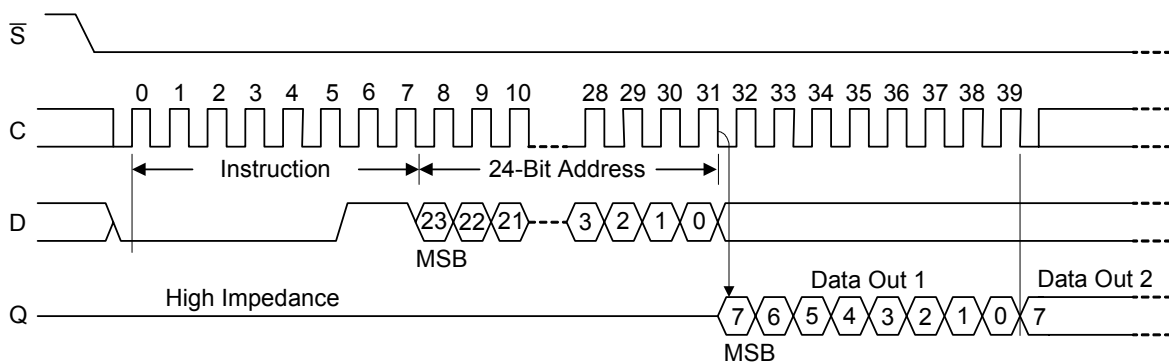 S
0 1 2 3 4 5 6 7 8 9 10 28 29 30 31 32 33 34 35 36 37 38 39
C
Instruction 24-Bit Address
D 23 22 21 3 2 1 0
MSB
High Impedance Data Out 1 Data Out 2
Q 7 6 5 4 3 2 1 0 7
MSB